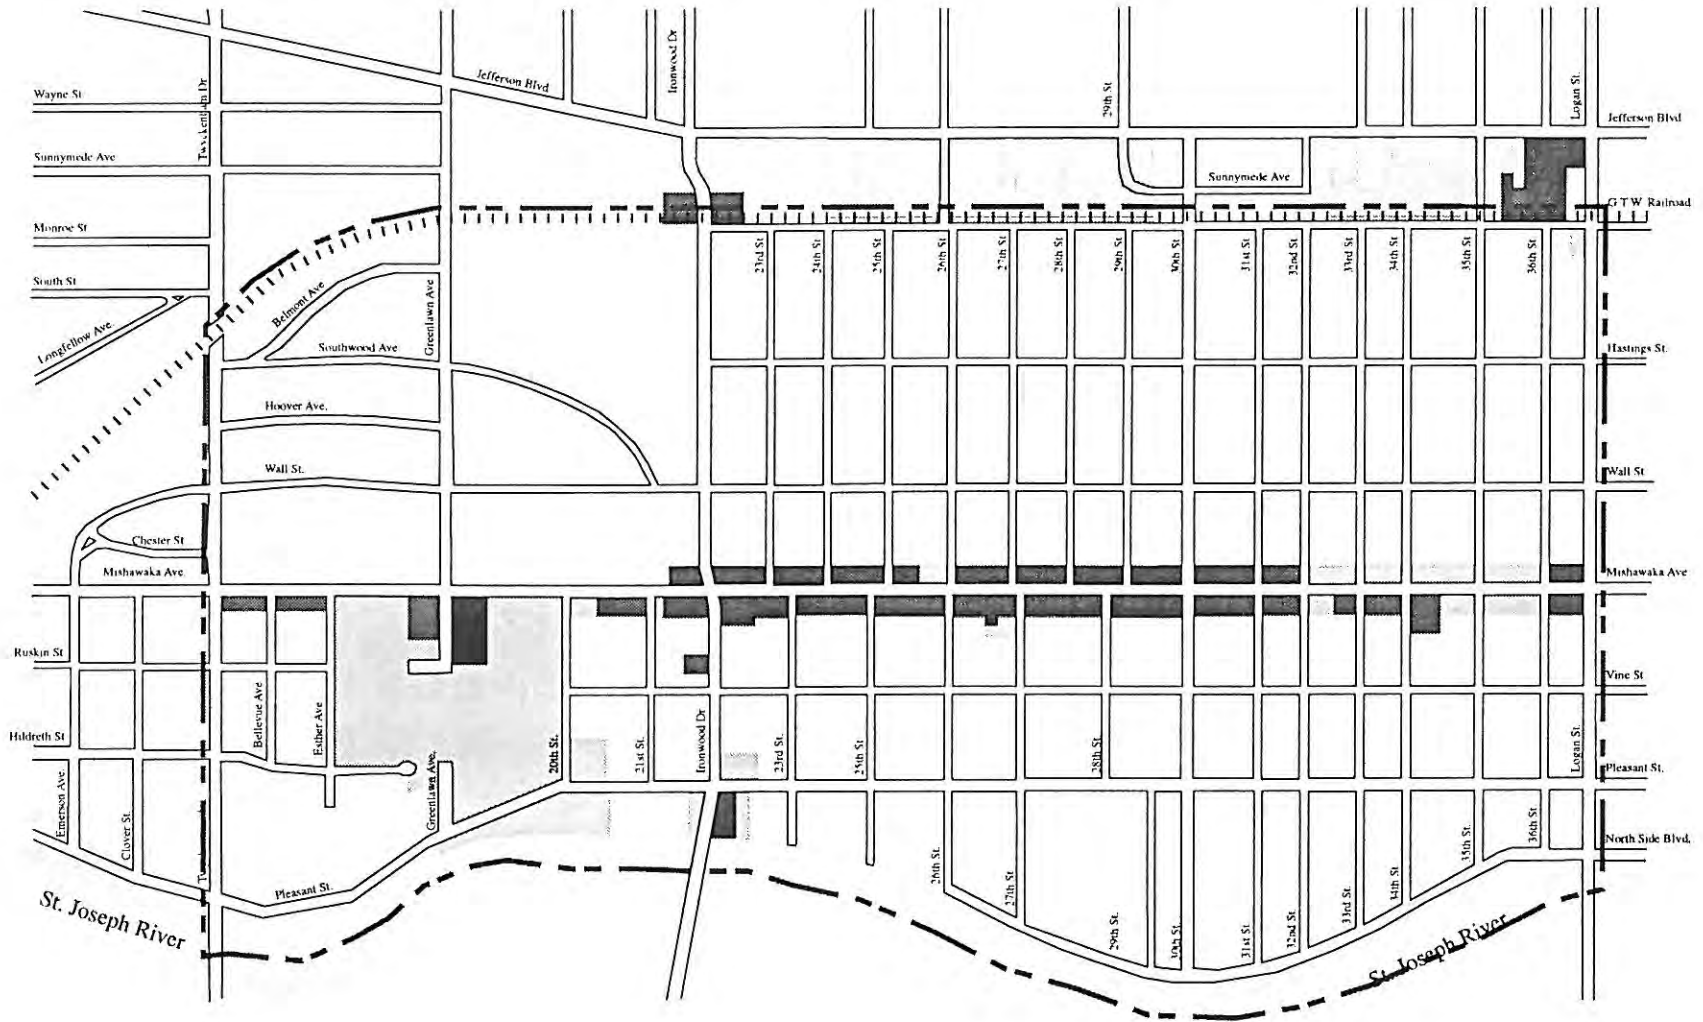 Ironwood Dr
Jefferson Blvd
Wayne St
29th St
Logan St.
Jefferson Blvd
Sunnymede Ave
Sunnymede Ave
G T W Railroad
Monroe St
23rd St
24th St
25th St
26th St
27th St
28th St
29th St
30th St
31st St
32nd St
33rd St
34th St
35th St
36th St
South St
Belmont Ave
Greenlawn Ave
Longfellow Ave.
Southwood Ave
Hastings St.
Hoover Ave.
Wall St.
Wall St
Chester St
Mishawaka Ave.
Mishawaka Ave
Ruskin St
Vine St
Bellevue Ave
Esther Ave
Hildreth St
20th St.
21st St.
Ironwood Dr
23rd St.
25th St
28th St.
Logan St.
Pleasant St.
Emerson Ave.
Clover St.
Greenlawn Ave.
26th St.
27th St.
35th St.
36th St
North Side Blvd.
Pleasant St.
29th St.
30th St.
31st St
32nd St
33rd St.
34th St
St. Joseph River
St. Joseph River